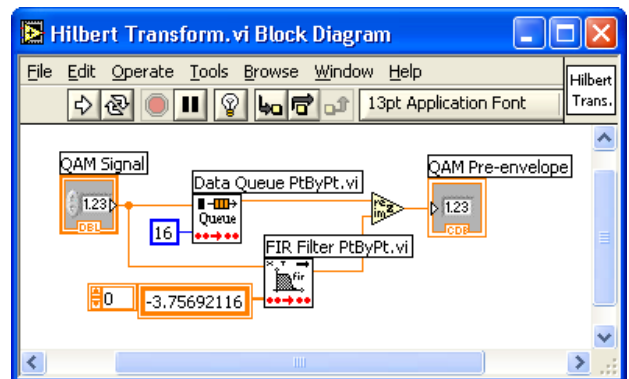 Hilbert Transform.vi Block Diagram
File Edit Operate Tools Browse Window Help
Hilbert
Trans.
13pt Application Font
QAM Signal
1.23
DBL
Data Queue PtByPt.vi
Queue
16
QAM Pre-envelope
re
im
z
1.23
CDB
FIR Filter PtByPt.vi
fir
0
-3.75692116